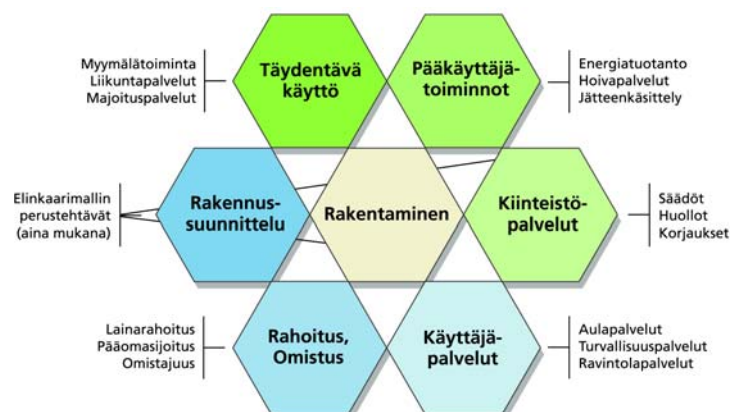 Myymälätoiminta
Liikuntapalvelut
Majoituspalvelut
Täydentävä
käyttö
Pääkäyttäjä-
toiminnot
Energiatuotanto
Hoivapalvelut
Jätteenkäsittely
Elinkaarimallin
perustehtävät
(aina mukana)
Rakennus-
suunnittelu
Rakentaminen
Kiinteistö-
palvelut
Säädöt
Huollot
Korjaukset
Lainarahoitus
Pääomasijoitus
Omistajuus
Rahoitus,
Omistus
Käyttäjä-
palvelut
Aulapalvelut
Turvallisuuspalvelut
Ravintolapalvelut